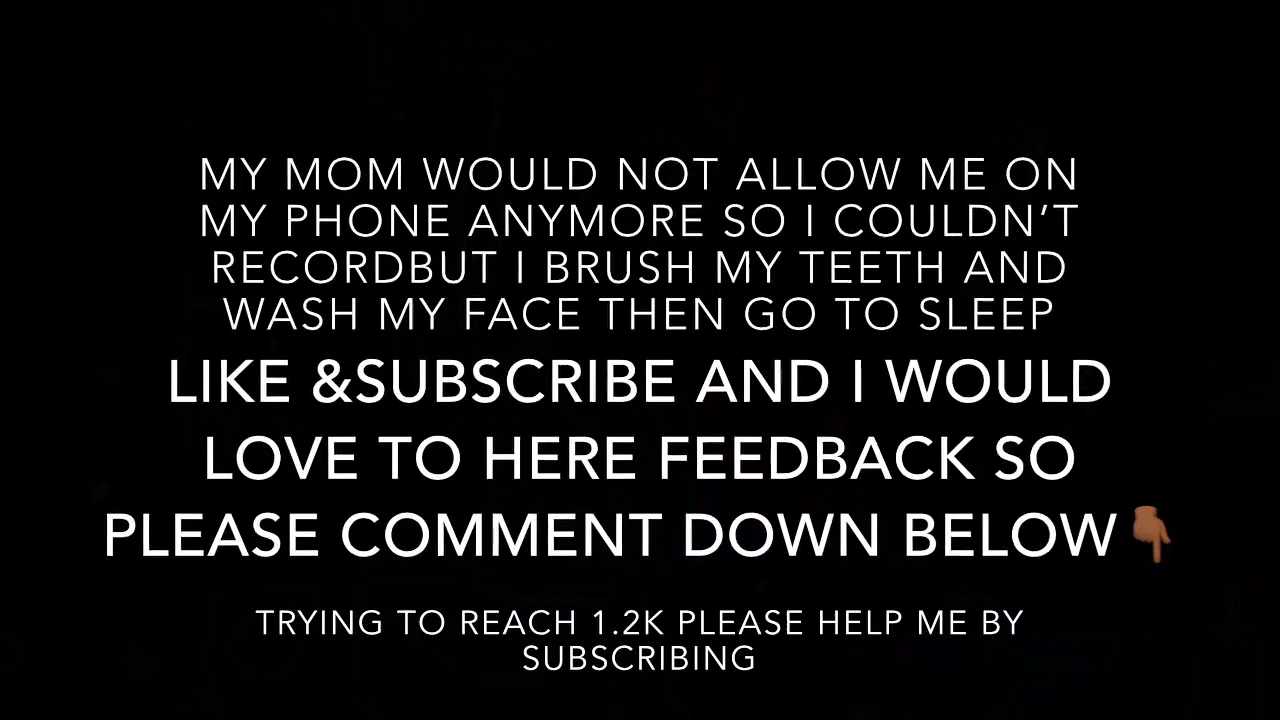 MY MOM WOULD NOT ALLOW ME ON
MY PHONE ANYMORE SO I COULDN’T
RECORDBUT I BRUSH MY TEETH AND
WASH MY FACE THEN GO TO SLEEP
LIKE &SUBSCRIBE AND I WOULD
LOVE TO HERE FEEDBACK SO
PLEASE COMMENT DOWN BELOW👇🏾
TRYING TO REACH 1.2K PLEASE HELP ME BY
SUBSCRIBING